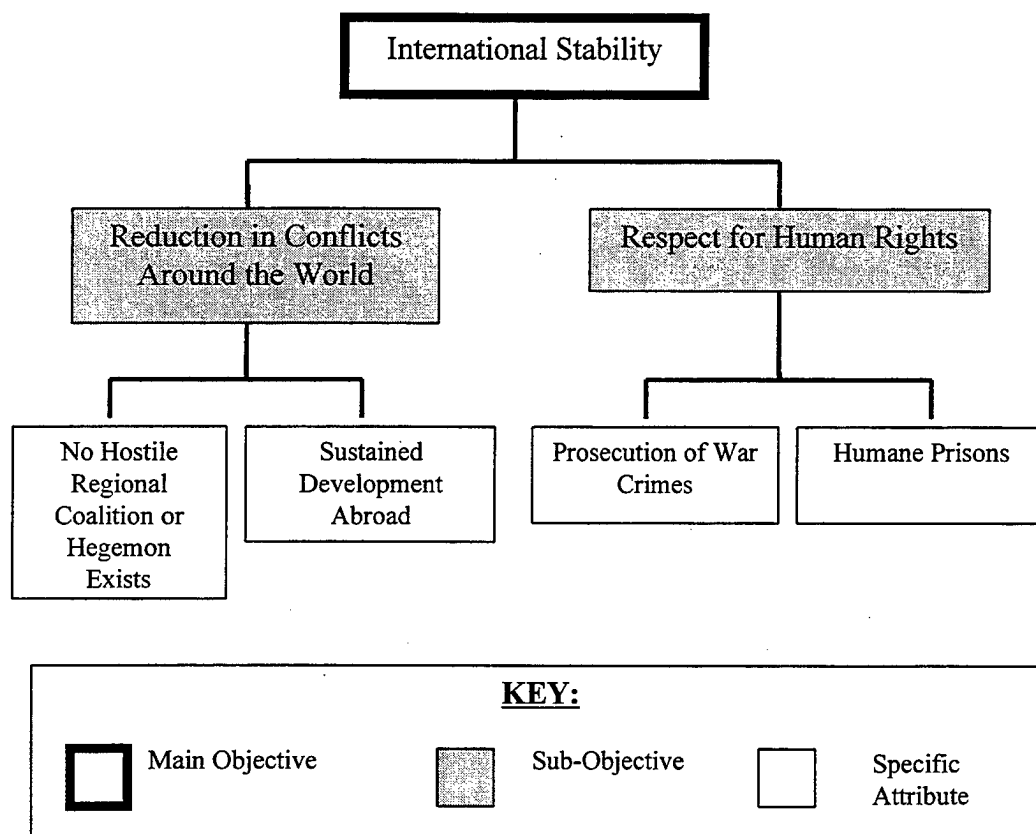 International Stability
Reduction in Conflicts
Around the World
Respect for Human Rights
No Hostile
Regional
Coalition or
Hegemon
Exists
Sustained
Development
Abroad
Prosecution of War
Crimes
Humane Prisons
KEY:
Main Objective
Sub-Objective
Specific
Attribute